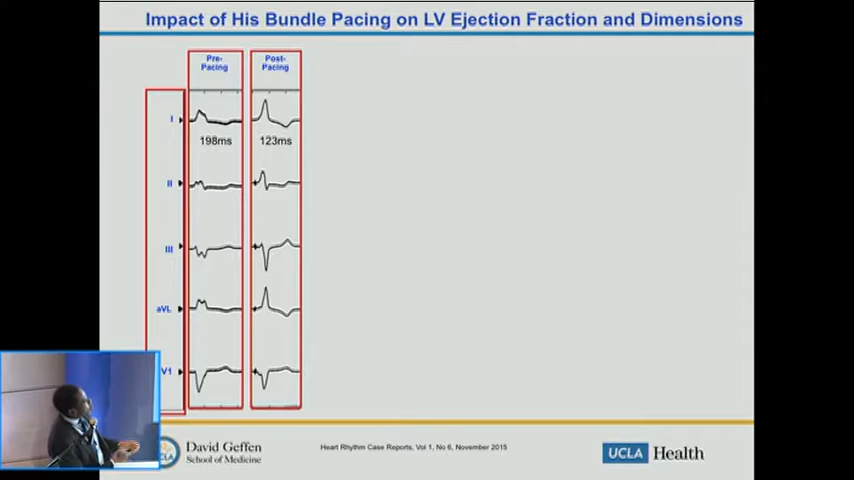 Impact of His Bundle Pacing on LV Ejection Fraction and Dimensions
Pre-
Pacing
Post-
Pacing
I
198ms
123ms
II
III
aVL
V1
David Geffen
School of Medicine
Heart Rhythm Case Reports, Vol 1, No 6, November 2015
UCLA Health